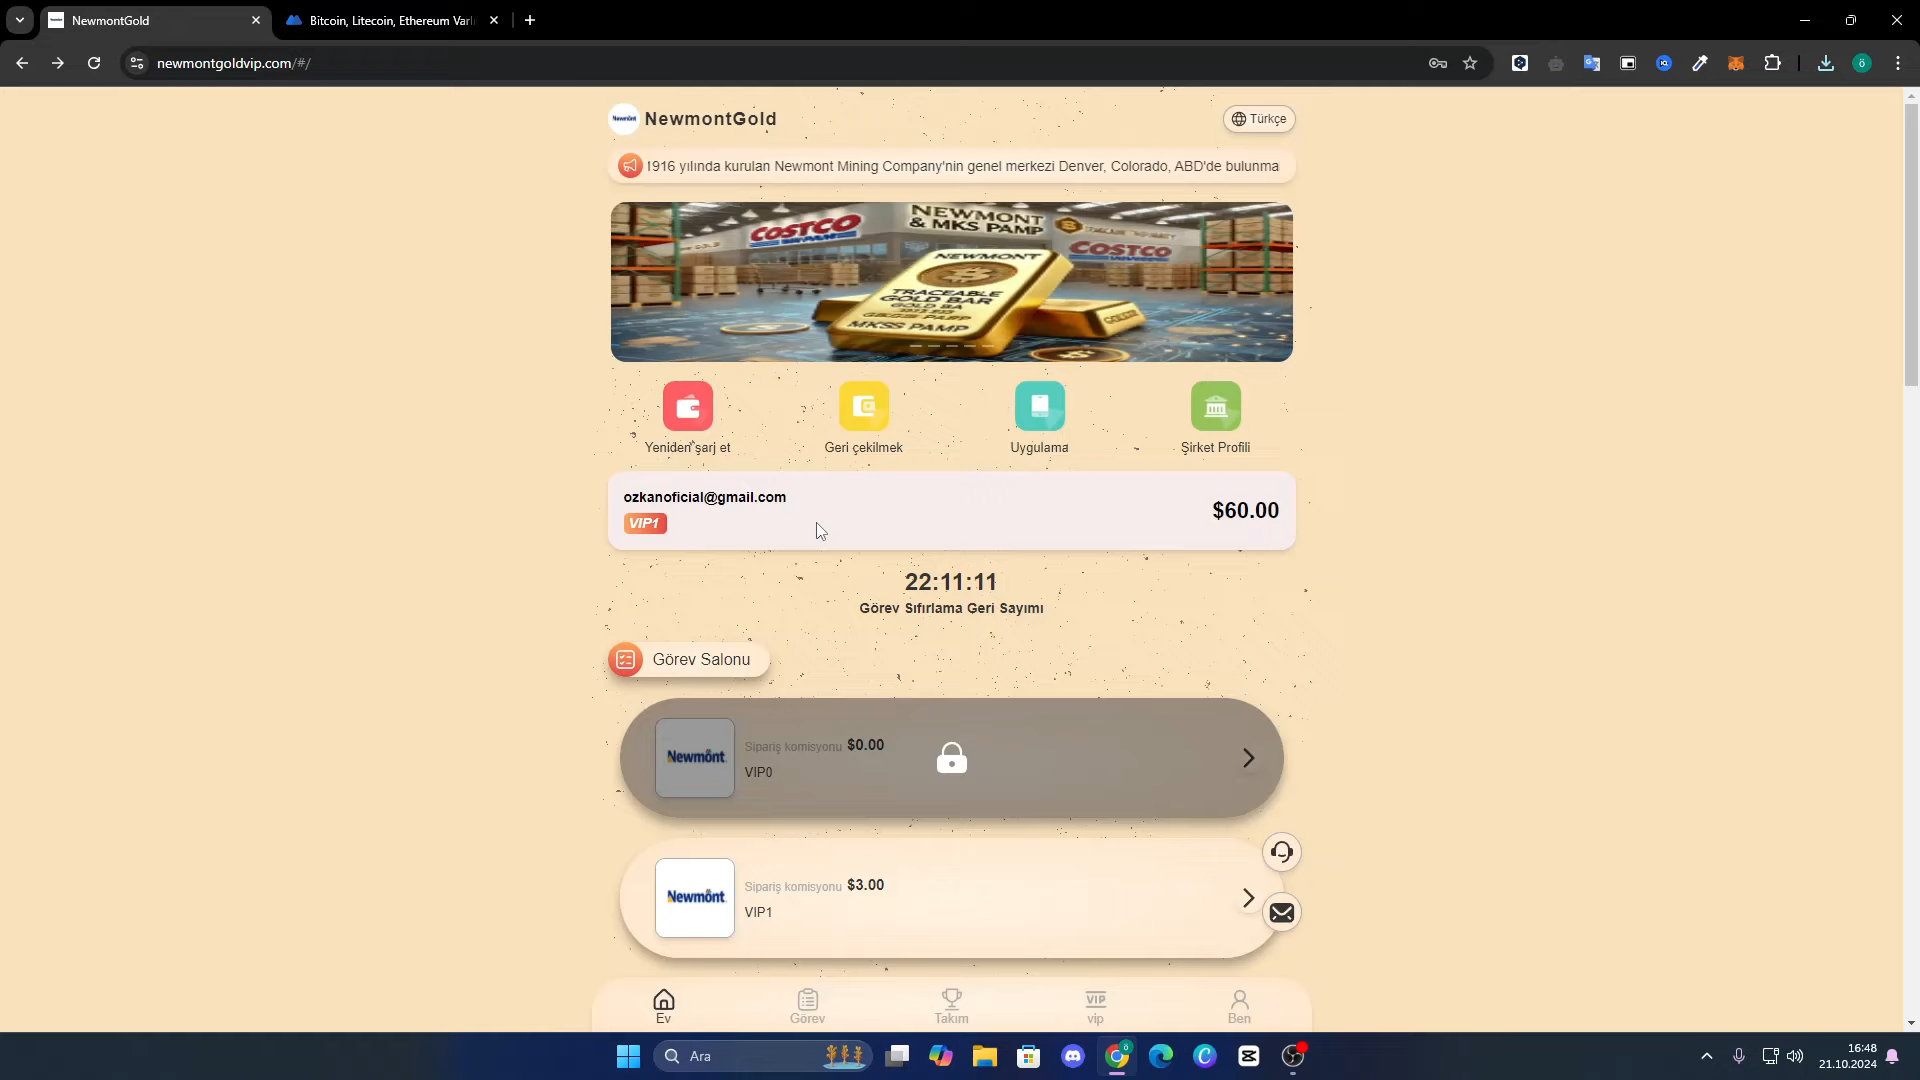 NewmontGold
Bitcoin, Litecoin, Ethereum Varl
newmontgoldvip.com/#/
Newmont
NewmontGold
Türkçe
1916 yılında kurulan Newmont Mining Company'nin genel merkezi Denver, Colorado, ABD'de bulunma
COSTCO
NEWMONT
& MKS PAMP
COSTCO
NEWMONT
TRACEABLE
GOLD BAR
GOLD BA
MKSS PAMP
Yeniden şarj et
Geri çekilmek
Uygulama
Şirket Profili
ozkanoficial@gmail.com
VIP1
$60.00
22:11:11
Görev Sıfırlama Geri Sayımı
Görev Salonu
Newmont
Sipariş komisyonu $0.00
VIP0
Newmont
Sipariş komisyonu $3.00
VIP1
Ev
Görev
Takım
VIP
vip
Ben
Ara
16:48
21.10.2024